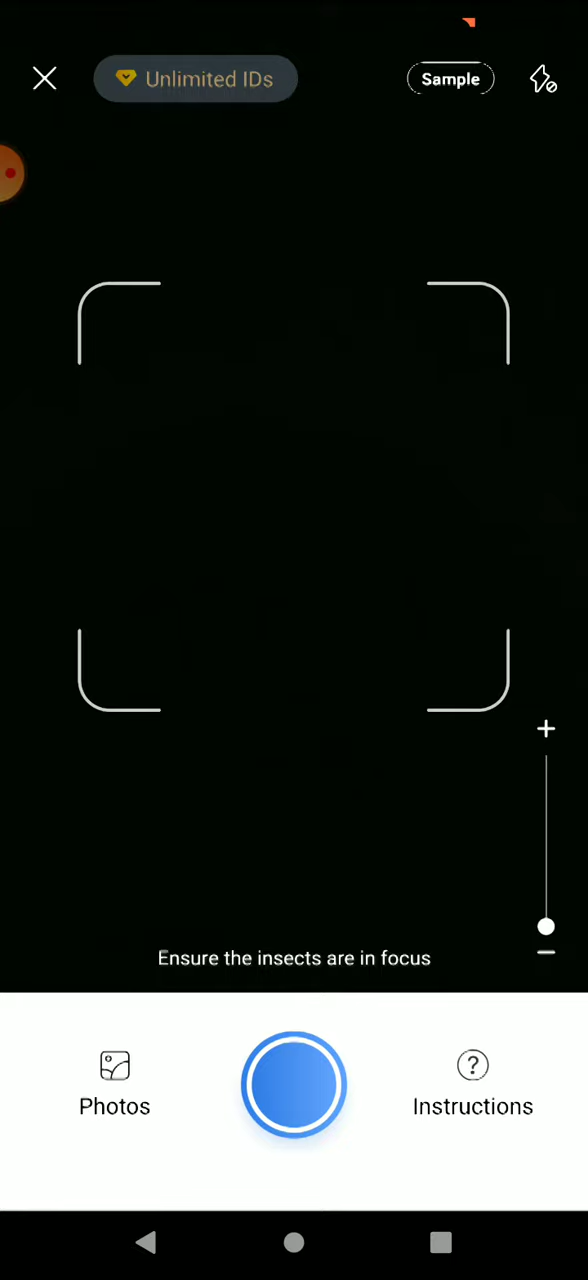 Unlimited IDs
Sample
Ensure the insects are in focus
Photos
Instructions